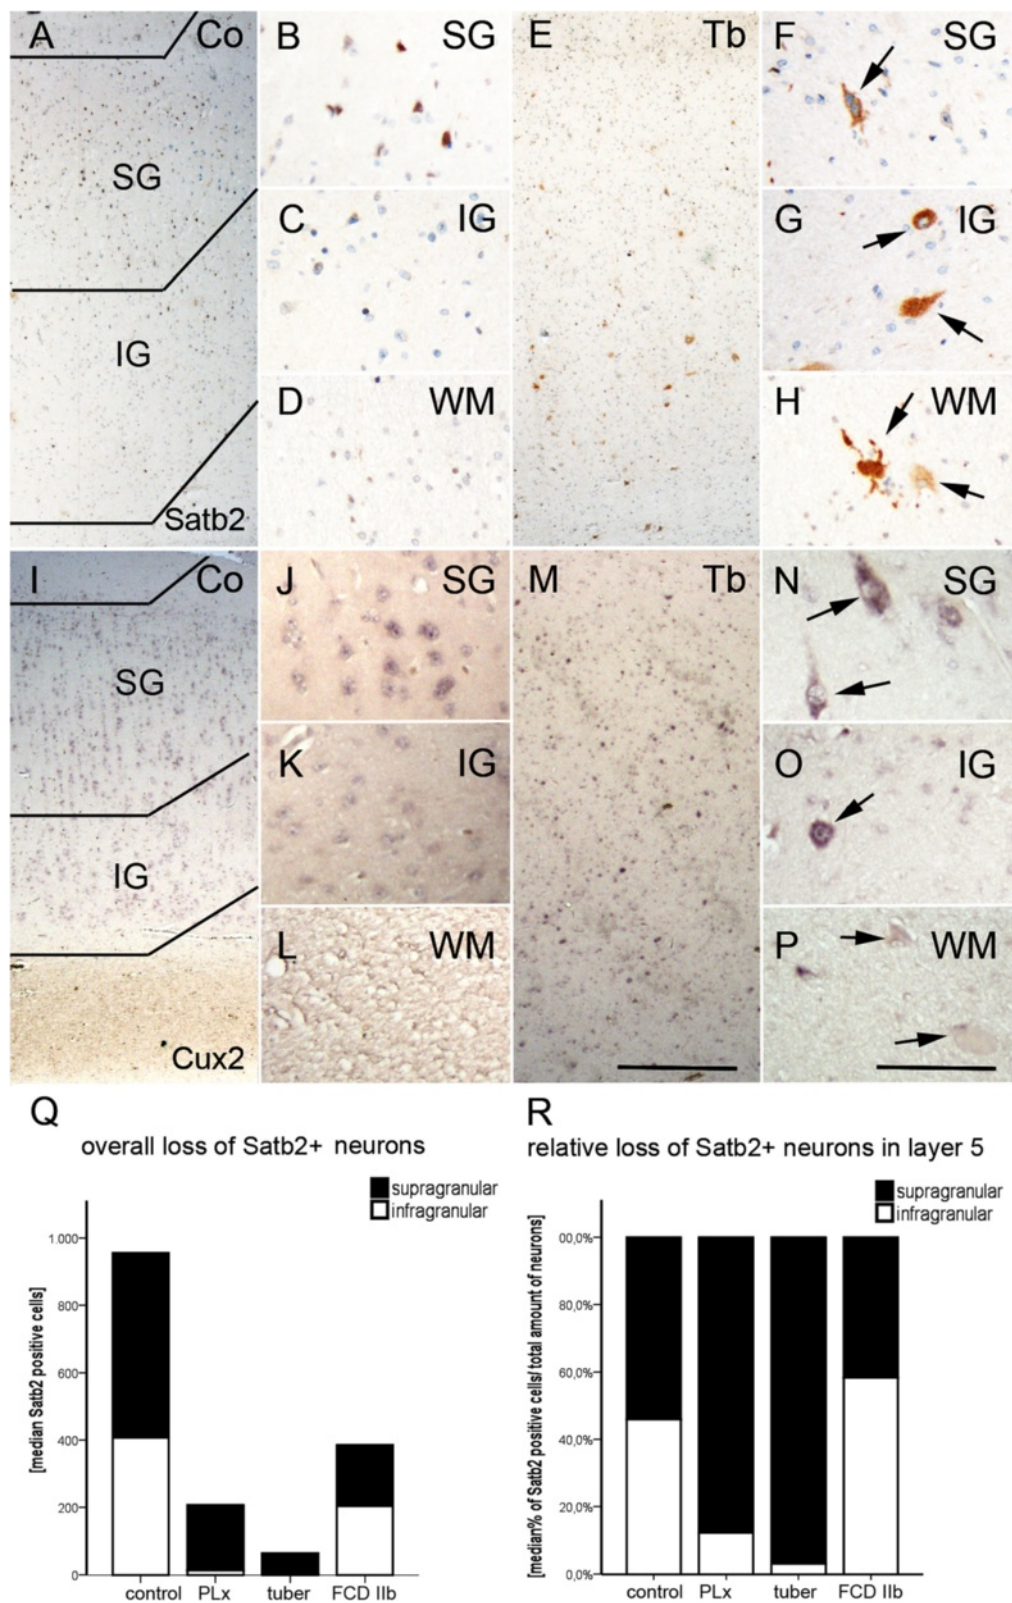 A Co B SG E Tb F SG
SG
C IG G IG
IG
D WM H WM
Satb2
I Co J SG M Tb N SG
SG
K IG O IG
IG
L WM P WM
Cux2
Q
overall loss of Satb2+ neurons
supragranular
infragranular
[median Satb2 positive cells]
1.000
800
600
400
200
0
control PLx tuber FCD IIb
R
relative loss of Satb2+ neurons in layer 5
supragranular
infragranular
[median% of Satb2 positive cells/ total amount of neurons]
00,0%
80,0%
60,0%
40,0%
20,0%
0,0%
control PLx tuber FCD IIb